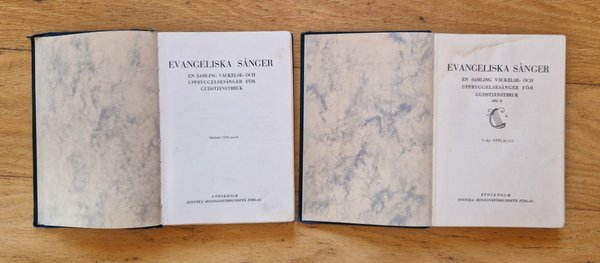 EVANGELISKA SÅNGER
EN SAMLING VÄCKELSE- OCH
UPPBYGGELSESÅNGER FÖR
GUDSTJÄNSTBRUK
UPPLAGAN
STOCKHOLM
SVENSKA MISSIONSFÖRBUNDETS FÖRLAG
EVANGELISKA SÅNGER
EN SAMLING VÄCKELSE- OCH
UPPBYGGELSESÅNGER FÖR
GUDSTJÄNSTBRUK
DEL II
3-dje UPPLAGAN
STOCKHOLM
SVENSKA MISSIONSFÖRBUNDETS FÖRLAG